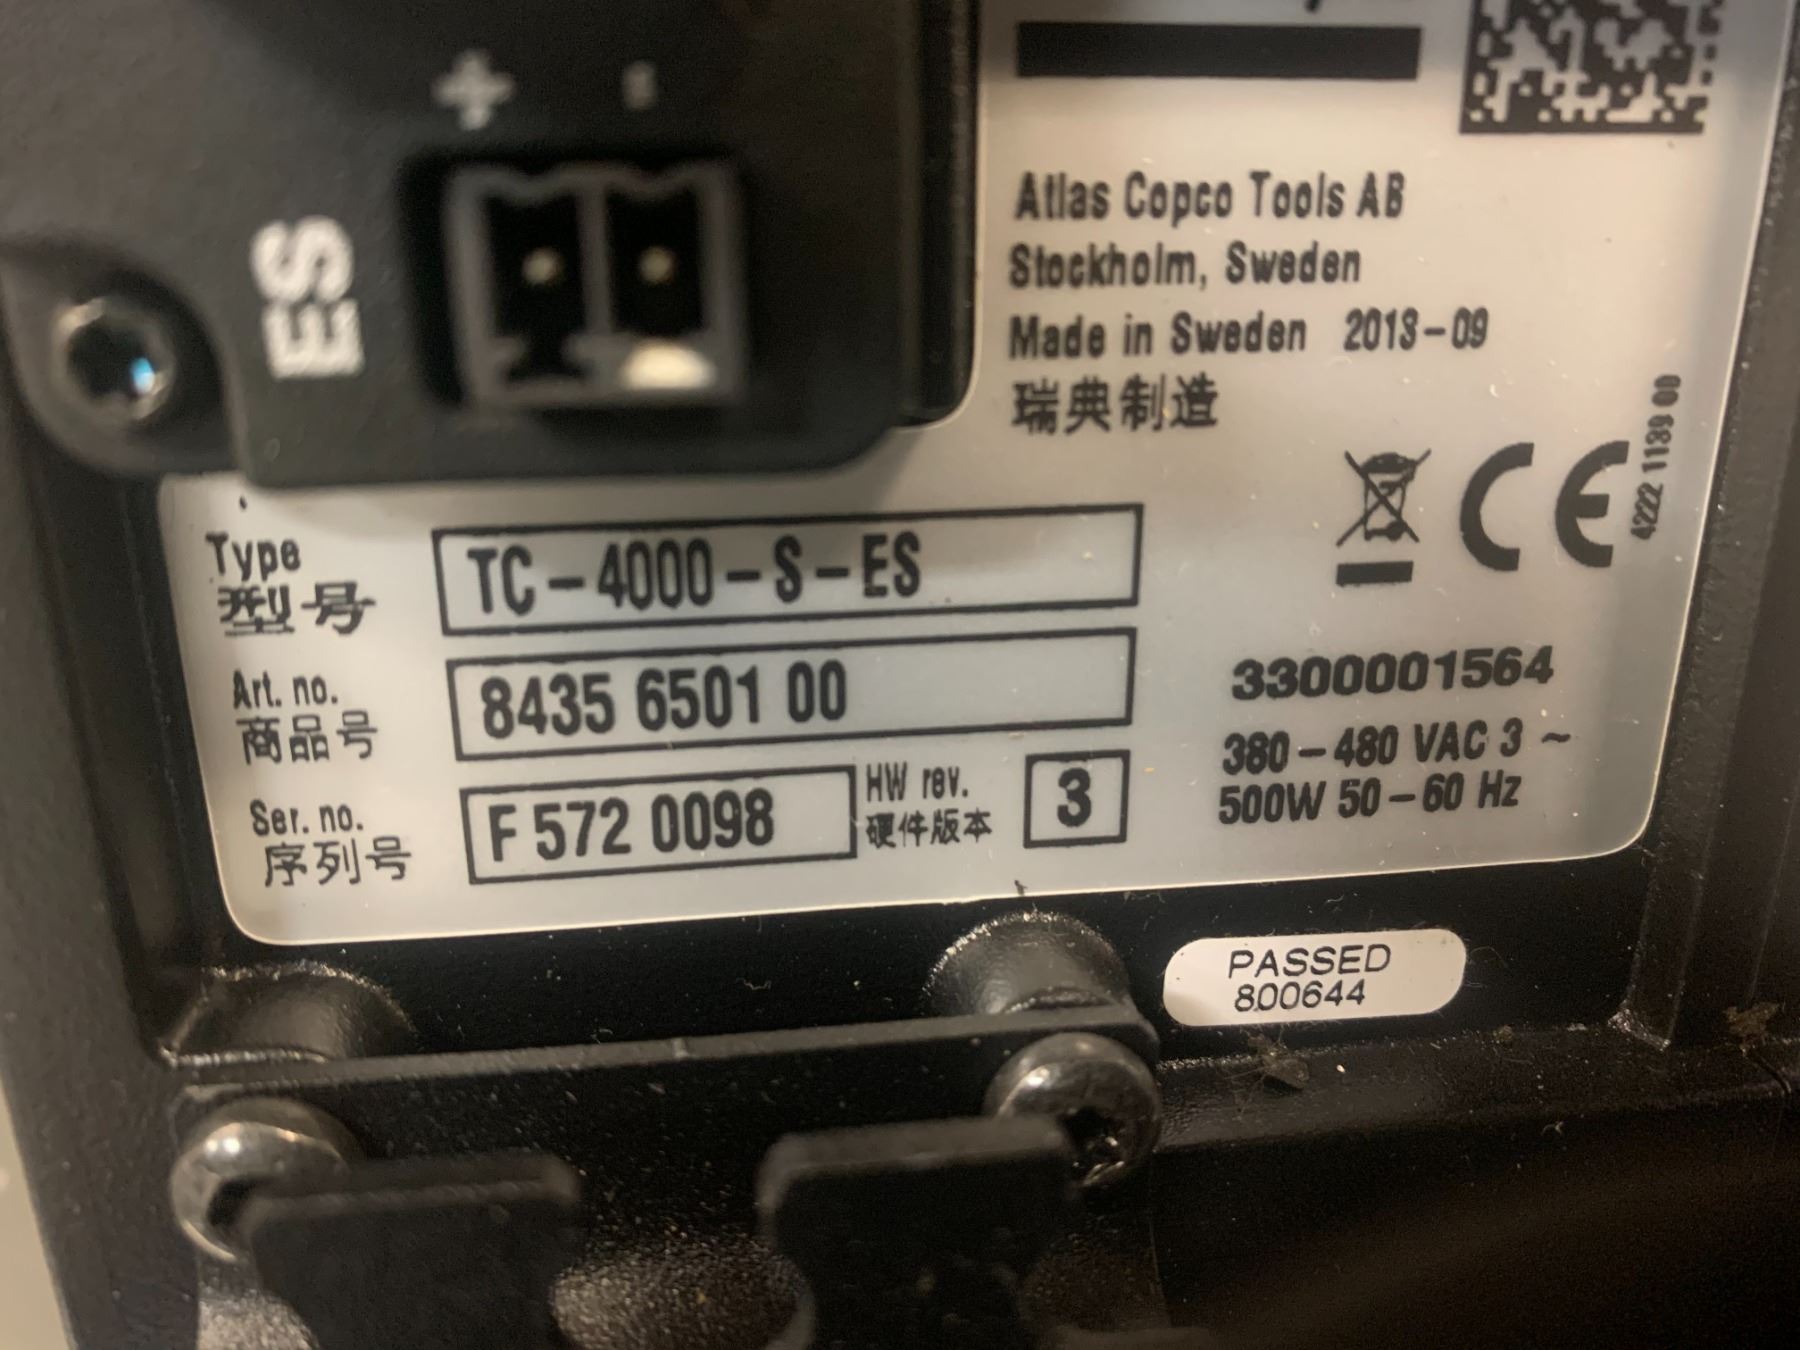 + -
ES
Atlas Copco Tools AB
Stockholm, Sweden
Made in Sweden 2013-09
瑞典制造
CE
4222 1139 00
Type TC-4000-S-ES
型号
Art. no. 8435 6501 00
商品号
Ser. no. F 572 0098 HW rev. 3
序列号 硬件版本
3300001564
380-480 VAC 3 ~
500W 50-60 Hz
PASSED
800644